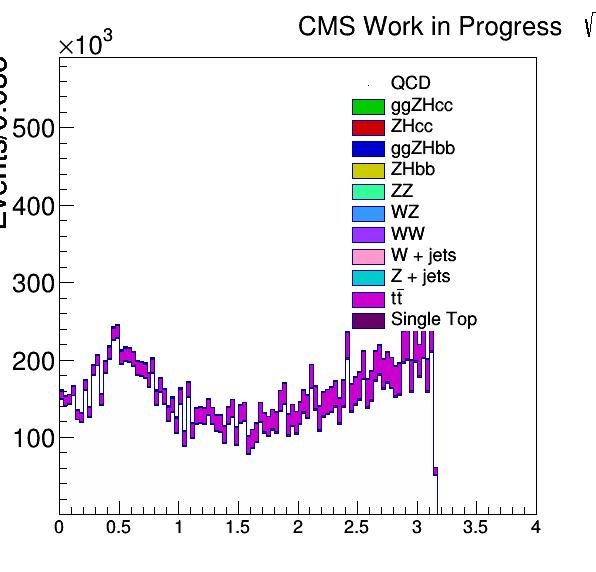 CMS Work in Progress √
×10³
QCD
ggZHcc
ZHcc
ggZHbb
ZHbb
ZZ
WZ
WW
W + jets
Z + jets
tt̄
Single Top
500
400
300
200
100
0 0.5 1 1.5 2 2.5 3 3.5 4